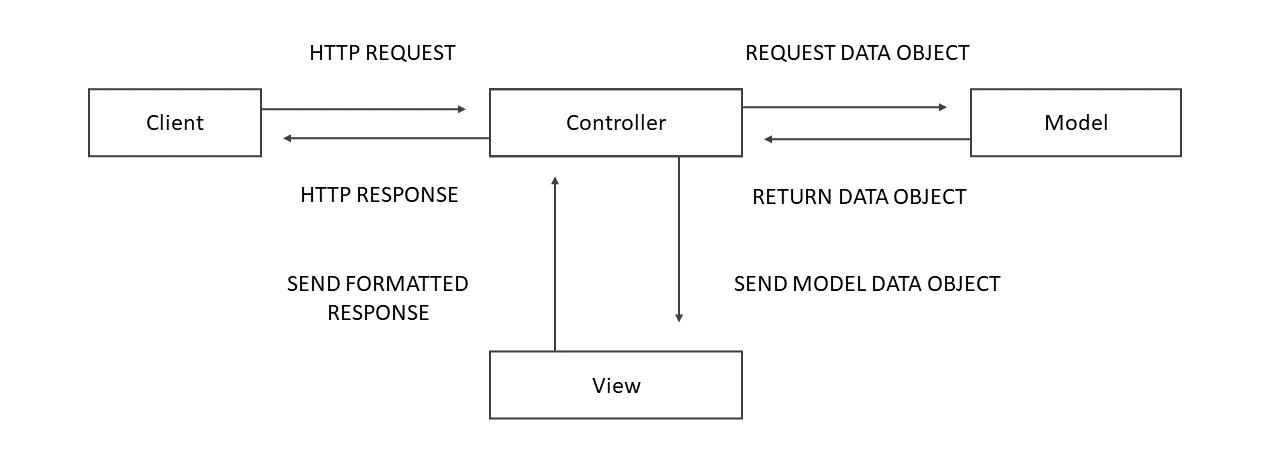 HTTP REQUEST
REQUEST DATA OBJECT
Client
Controller
Model
HTTP RESPONSE
RETURN DATA OBJECT
SEND FORMATTED
RESPONSE
SEND MODEL DATA OBJECT
View